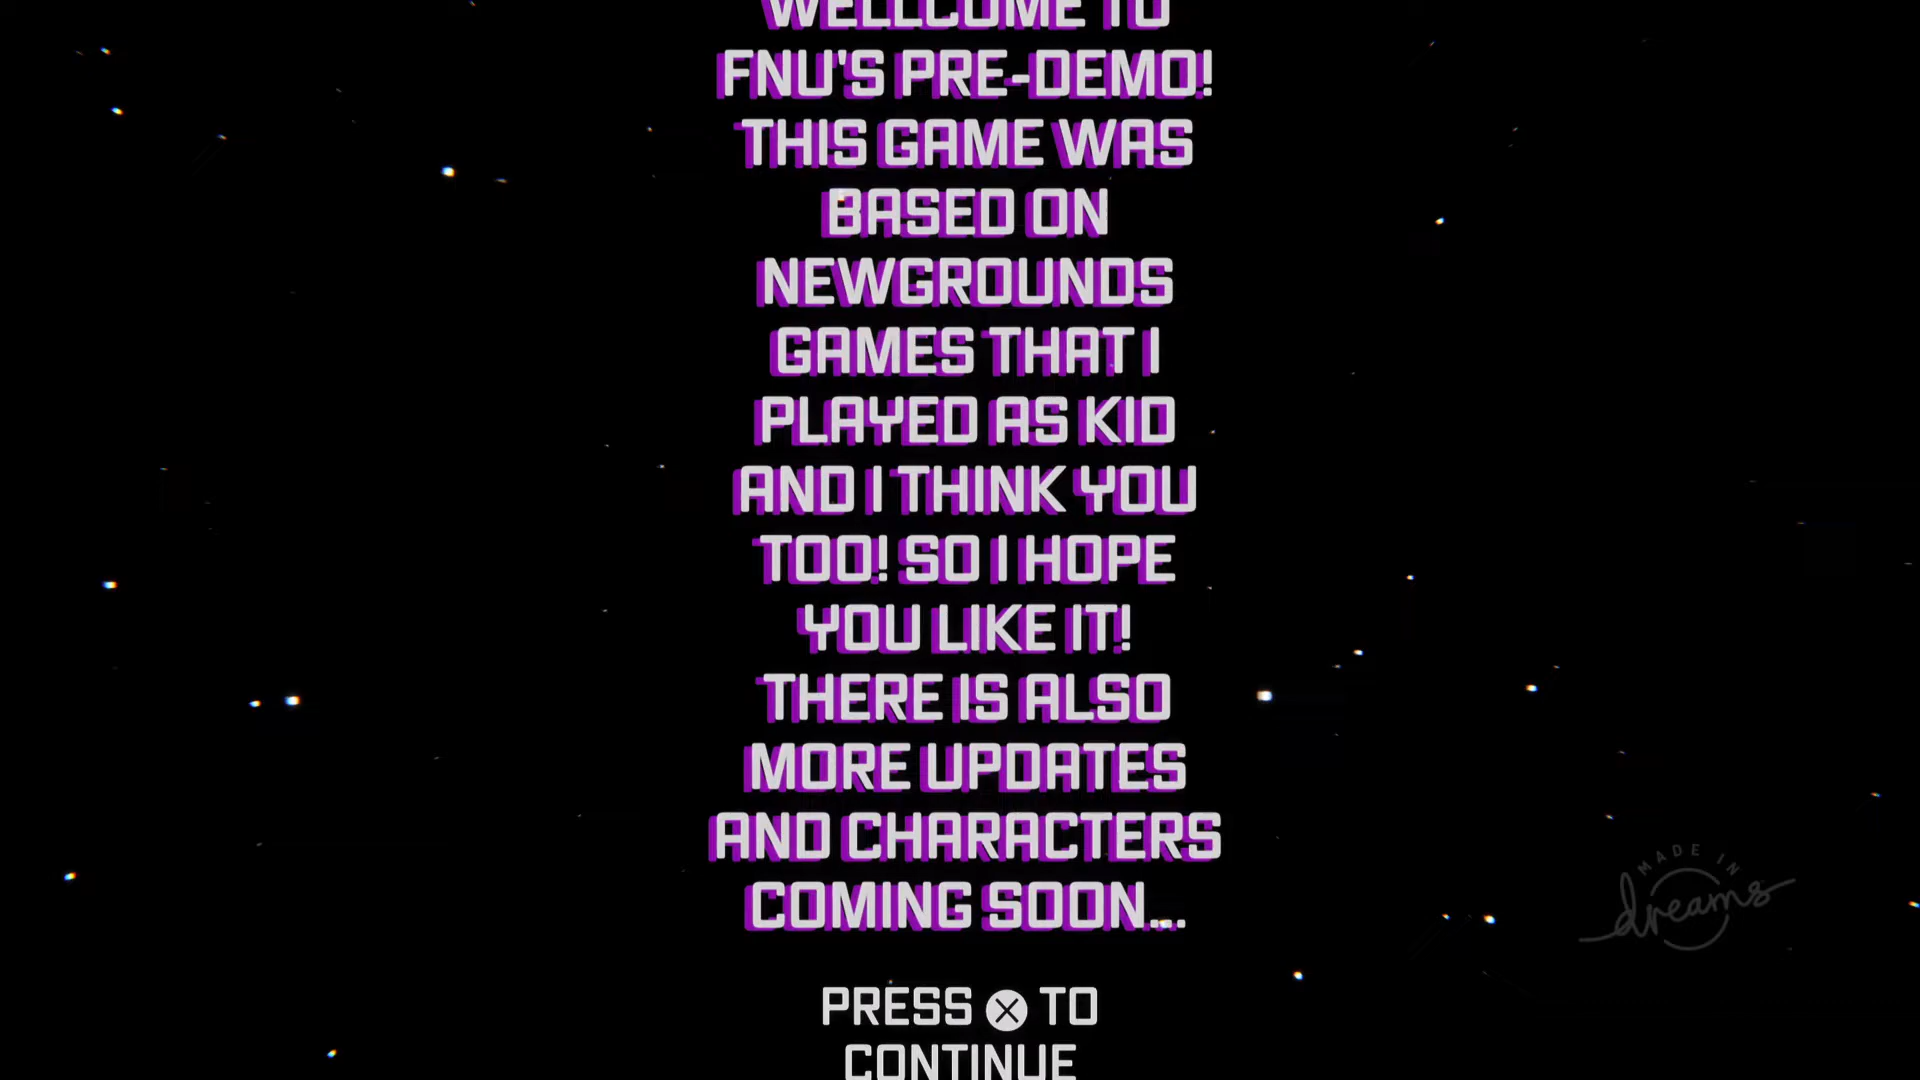 WELLCOME TO
FNU'S PRE-DEMO!
THIS GAME WAS
BASED ON
NEWGROUNDS
GAMES THAT I
PLAYED AS KID
AND I THINK YOU
TOO! SO I HOPE
YOU LIKE IT!
THERE IS ALSO
MORE UPDATES
AND CHARACTERS
COMING SOON...
MADE IN
dreams
PRESS ⓧ TO
CONTINUE